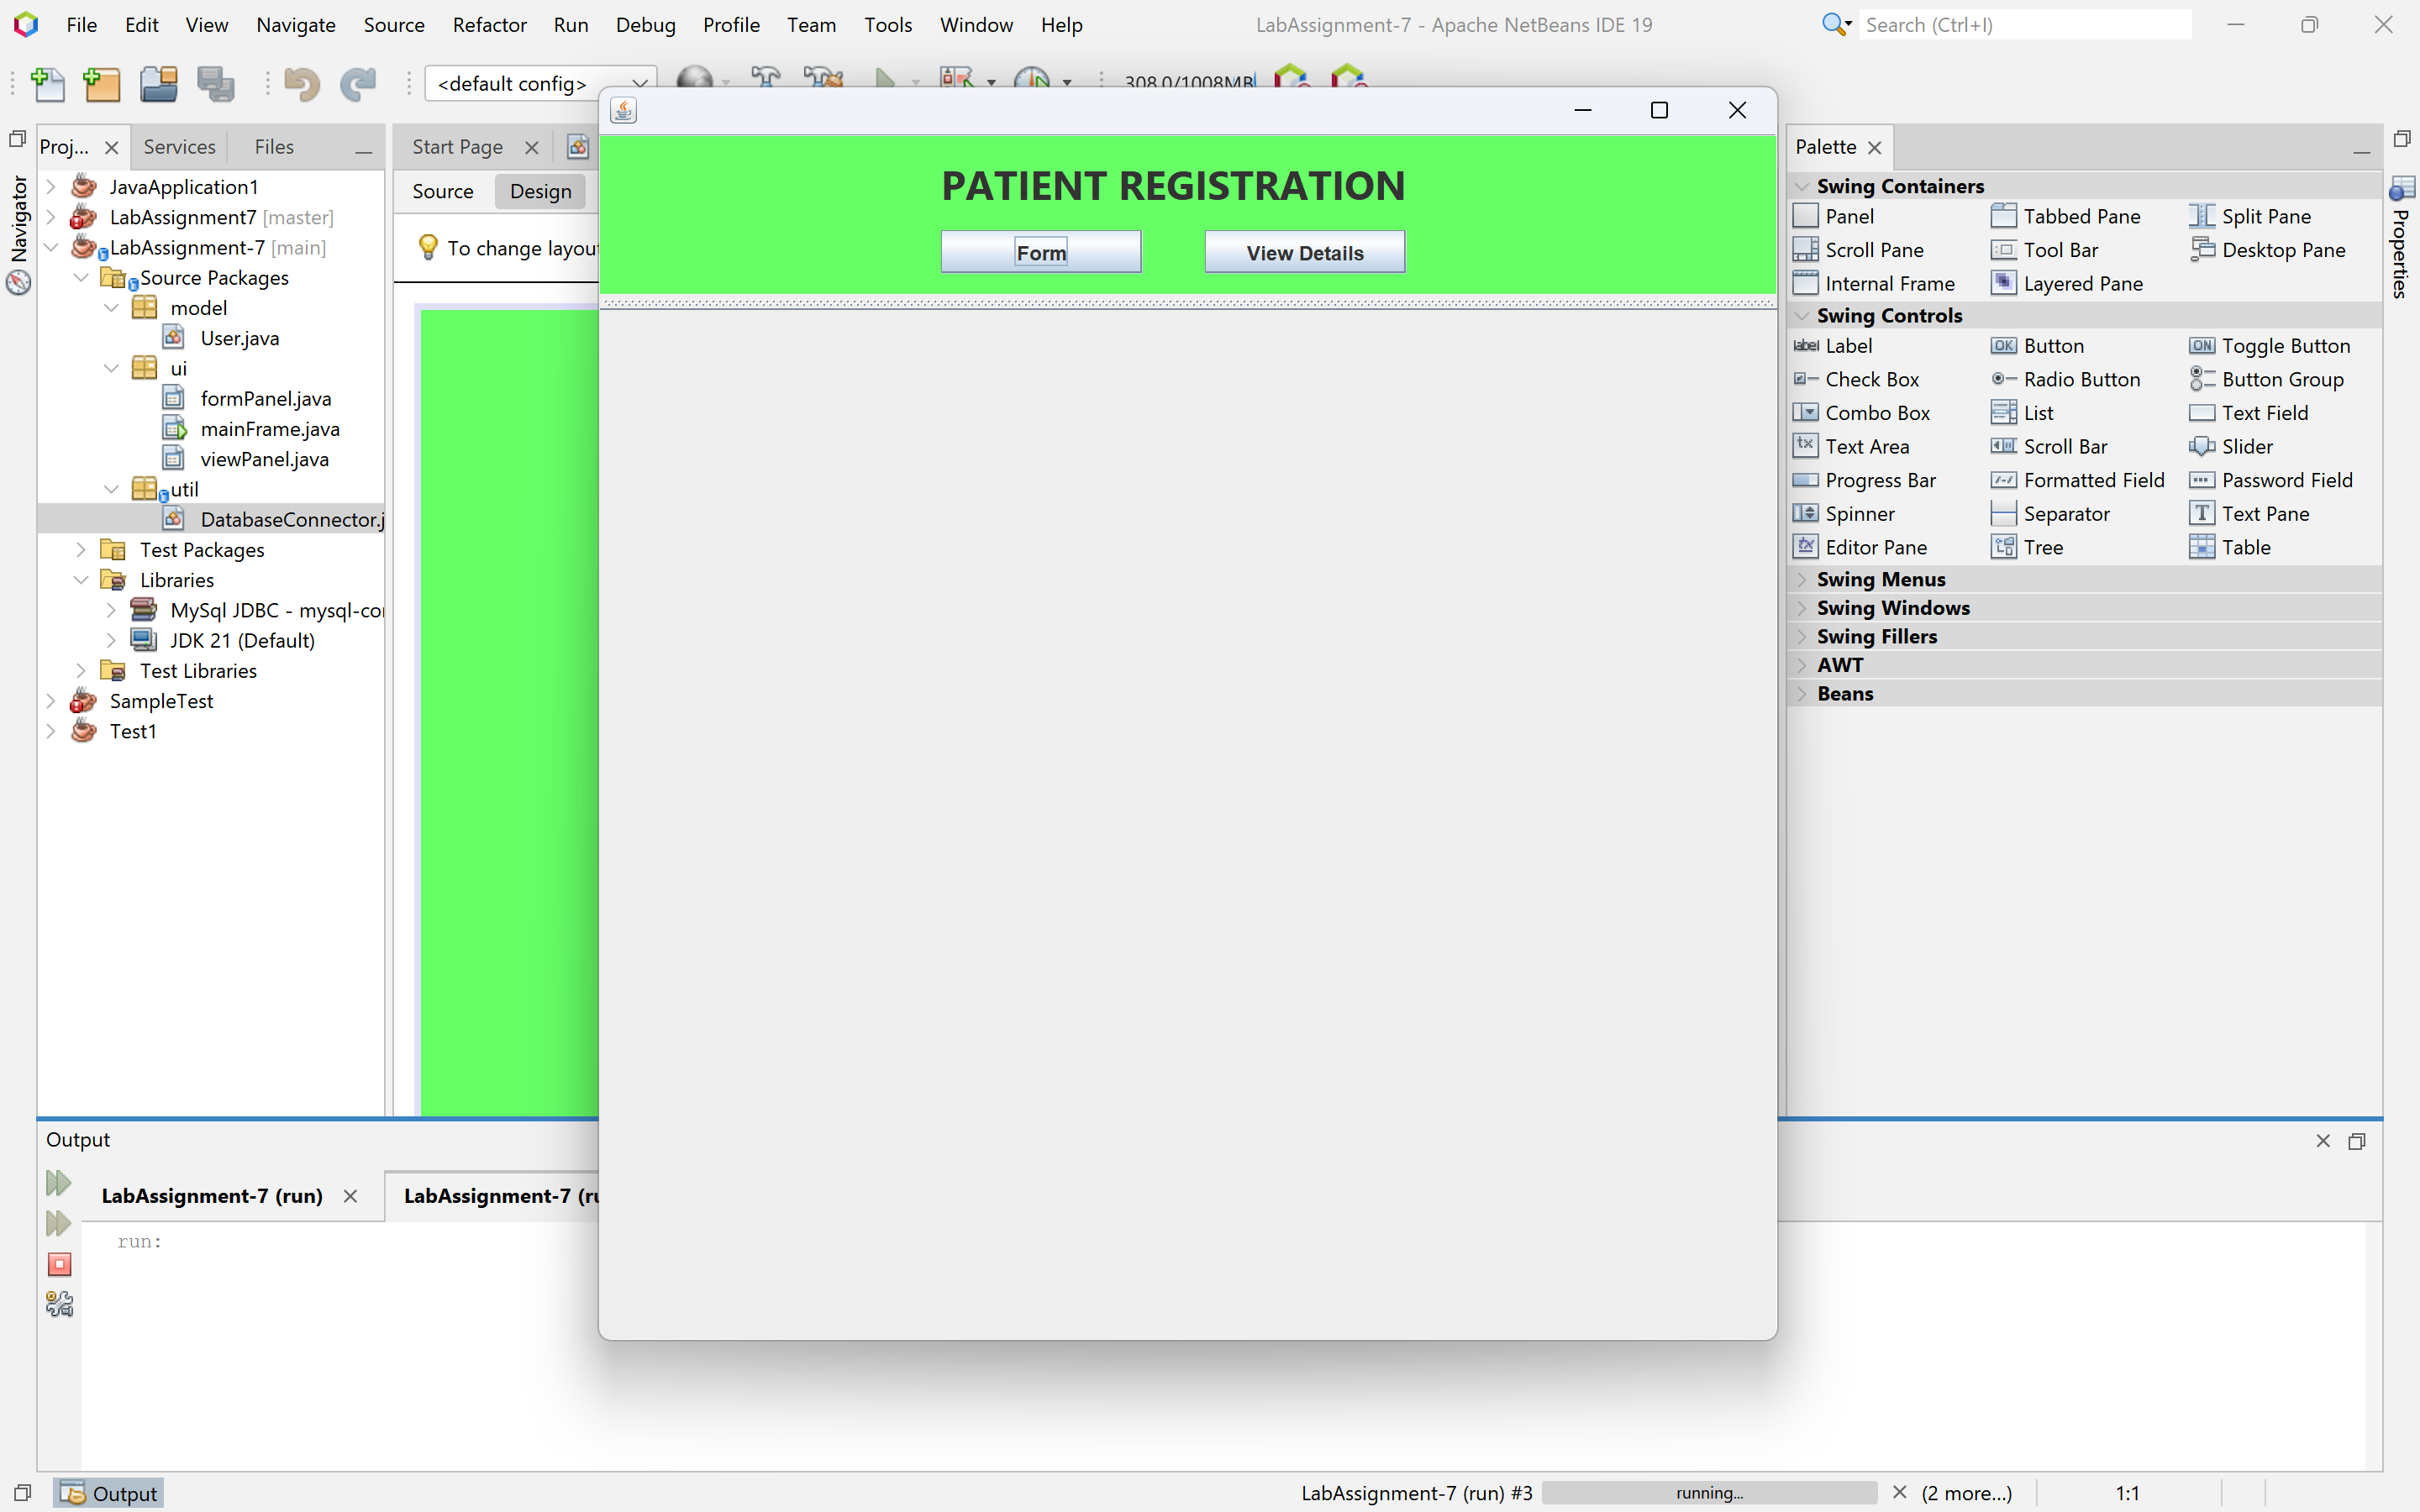 File Edit View Navigate Source Refactor Run Debug Profile Team Tools Window Help
LabAssignment-7 - Apache NetBeans IDE 19
Search (Ctrl+I)
<default config>
308.0/1008MB
Proj...
Services
Files
Start Page
Palette
Navigator
Properties
Source
Design
To change layou
JavaApplication1
LabAssignment7 [master]
LabAssignment-7 [main]
Source Packages
model
User.java
ui
formPanel.java
mainFrame.java
viewPanel.java
util
DatabaseConnector.j
Test Packages
Libraries
MySql JDBC - mysql-co
JDK 21 (Default)
Test Libraries
SampleTest
Test1
PATIENT REGISTRATION
Form
View Details
Swing Containers
Panel Tabbed Pane Split Pane
Scroll Pane Tool Bar Desktop Pane
Internal Frame Layered Pane
Swing Controls
label Label OK Button ON Toggle Button
Check Box Radio Button Button Group
Combo Box List Text Field
Text Area Scroll Bar Slider
Progress Bar Formatted Field Password Field
Spinner Separator Text Pane
Editor Pane Tree Table
Swing Menus
Swing Windows
Swing Fillers
AWT
Beans
Output
LabAssignment-7 (run)
LabAssignment-7 (ru
run:
Output
LabAssignment-7 (run) #3
running...
(2 more...)
1:1